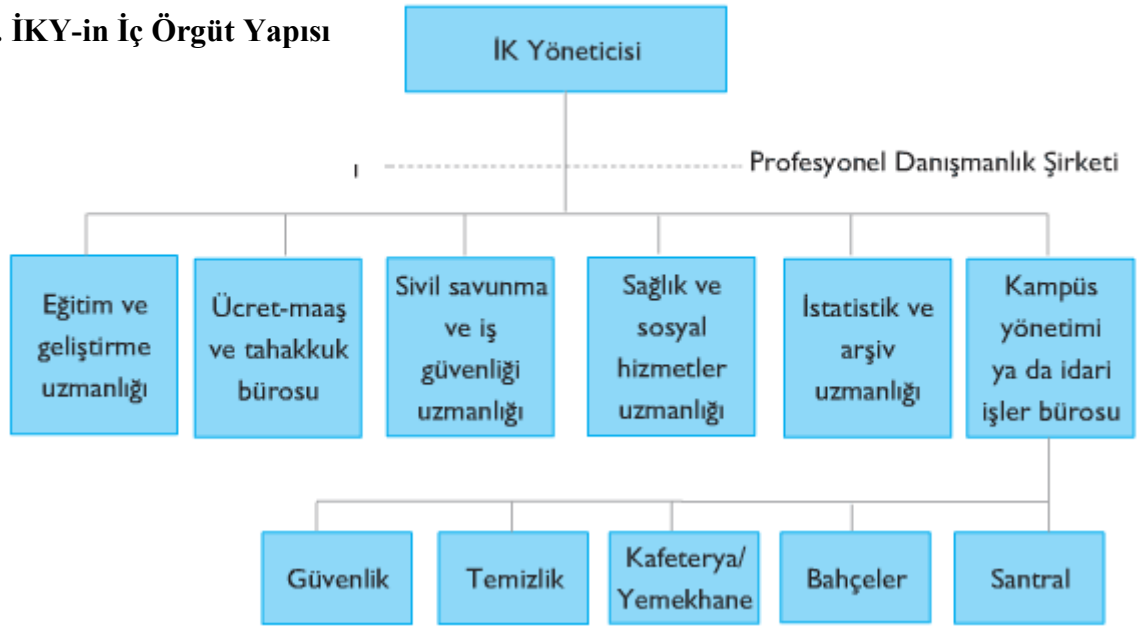 . İKY-in İç Örgüt Yapısı
İK Yöneticisi
Profesyonel Danışmanlık Şirketi
Eğitim ve
geliştirme
uzmanlığı
Ücret-maaş
ve tahakkuk
bürosu
Sivil savunma
ve iş
güvenliği
uzmanlığı
Sağlık ve
sosyal
hizmetler
uzmanlığı
İstatistik ve
arşiv
uzmanlığı
Kampüs
yönetimi
ya da idari
işler bürosu
Güvenlik
Temizlik
Kafeterya/
Yemekhane
Bahçeler
Santral